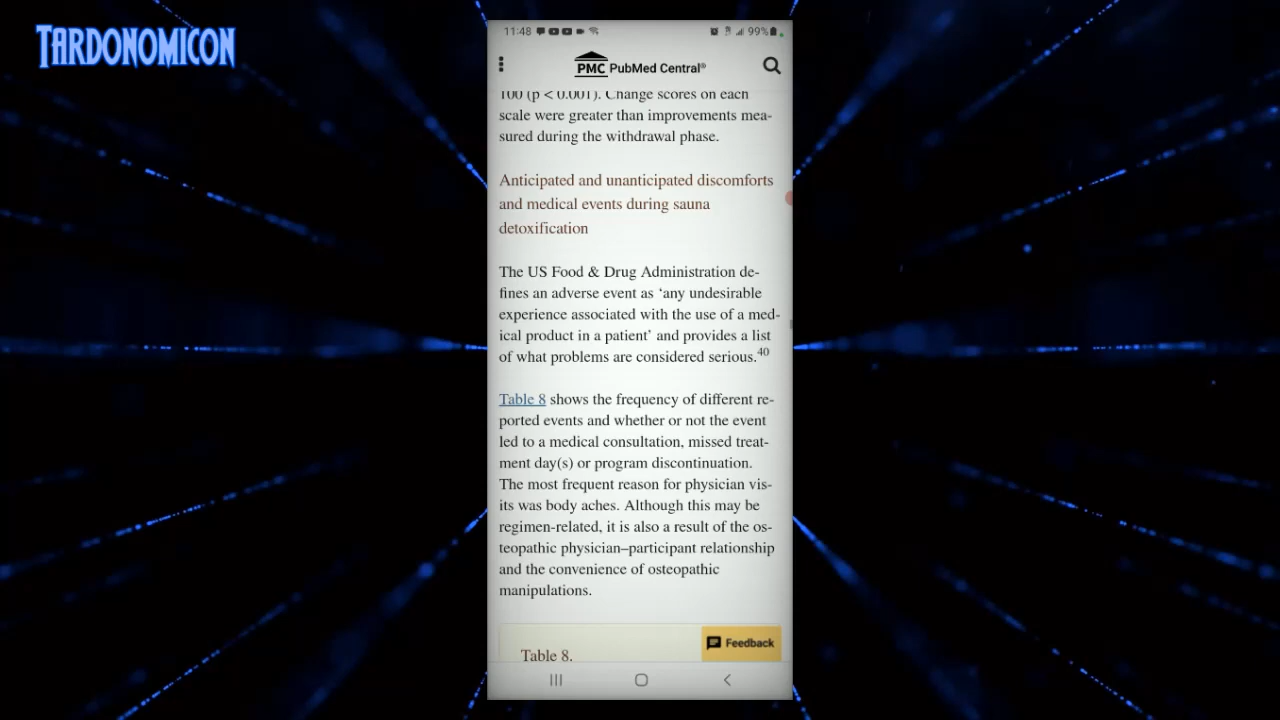 TARDONOMICON
11:48
99%
PMC PubMed Central®
100 (p < 0.001). Change scores on each
scale were greater than improvements mea-
sured during the withdrawal phase.
Anticipated and unanticipated discomforts
and medical events during sauna
detoxification
The US Food & Drug Administration de-
fines an adverse event as ‘any undesirable
experience associated with the use of a med-
ical product in a patient’ and provides a list
of what problems are considered serious.40
Table 8 shows the frequency of different re-
ported events and whether or not the event
led to a medical consultation, missed treat-
ment day(s) or program discontinuation.
The most frequent reason for physician vis-
its was body aches. Although this may be
regimen-related, it is also a result of the os-
teopathic physician–participant relationship
and the convenience of osteopathic
manipulations.
Feedback
Table 8.